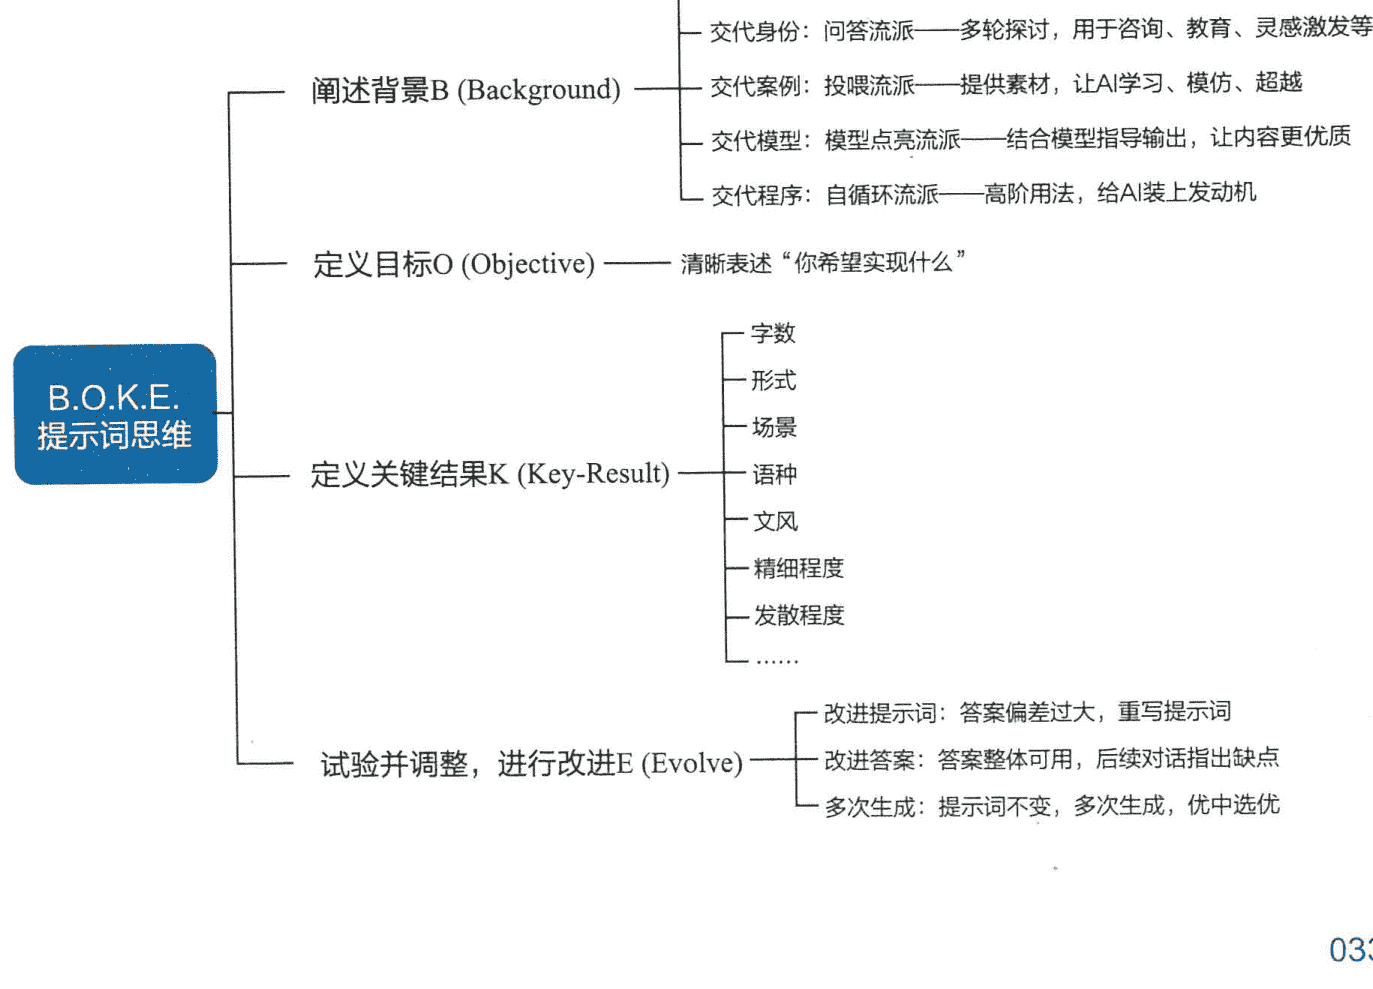 交代身份：问答流派——多轮探讨，用于咨询、教育、灵感激发等
阐述背景B (Background)
交代案例：投喂流派——提供素材，让AI学习、模仿、超越
交代模型：模型点亮流派——结合模型指导输出，让内容更优质
交代程序：自循环流派——高阶用法，给AI装上发动机
定义目标O (Objective)
清晰表述“你希望实现什么”
B.O.K.E.
提示词思维
定义关键结果K (Key-Result)
字数
形式
场景
语种
文风
精细程度
发散程度
……
试验并调整，进行改进E (Evolve)
改进提示词：答案偏差过大，重写提示词
改进答案：答案整体可用，后续对话指出缺点
多次生成：提示词不变，多次生成，优中选优
033